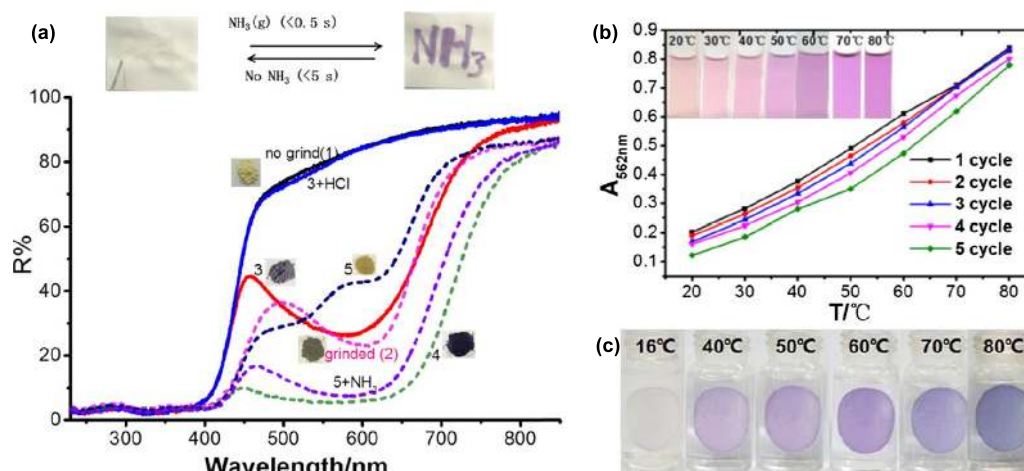 (a)
NH₃(g) (<0.5 s)
No NH₃ (<5 s)
NH₃
100
80
60
40
20
0
R%
no grind(1)
3+HCl
3
5
grinded (2)
4
300
400
500
600
700
800
Wavelength/nm
(b)
20℃ 30℃ 40℃ 50℃ 60℃ 70℃ 80℃
0.9
0.8
0.7
0.6
0.5
0.4
0.3
0.2
0.1
A562nm
1 cycle
2 cycle
3 cycle
4 cycle
5 cycle
20 30 40 50 60 70 80
T/℃
(c)
16℃ 40℃ 50℃ 60℃ 70℃ 80℃